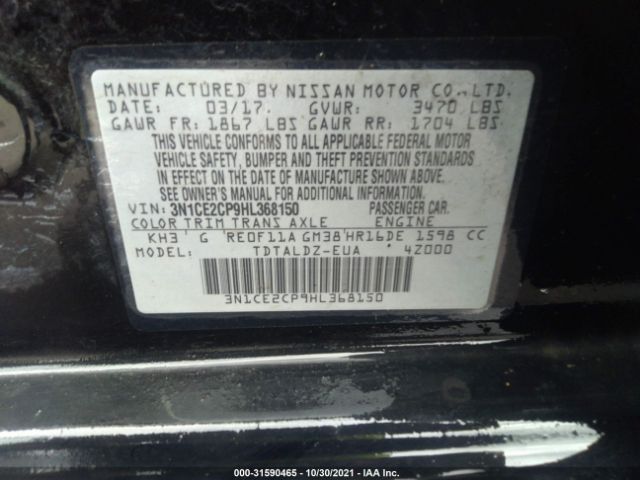 MANUFACTURED BY NISSAN MOTOR CO., LTD.
DATE: 03/17. GVWR: 3470 LBS
GAWR FR: 1867 LBS GAWR RR: 1704 LBS
THIS VEHICLE CONFORMS TO ALL APPLICABLE FEDERAL MOTOR
VEHICLE SAFETY, BUMPER AND THEFT PREVENTION STANDARDS
IN EFFECT ON THE DATE OF MANUFACTURE SHOWN ABOVE.
SEE OWNER'S MANUAL FOR ADDITIONAL INFORMATION.
VIN: 3N1CE2CP9HL368150 PASSENGER CAR.
COLOR TRIM TRANS AXLE ENGINE
KH3' G 'RE0F11A GM38'HR16DE 1598 CC
MODEL: TDTALDZ-EUA * 4Z000
3N1CE2CP9HL368150
000-31590465 - 10/30/2021 - IAA Inc.